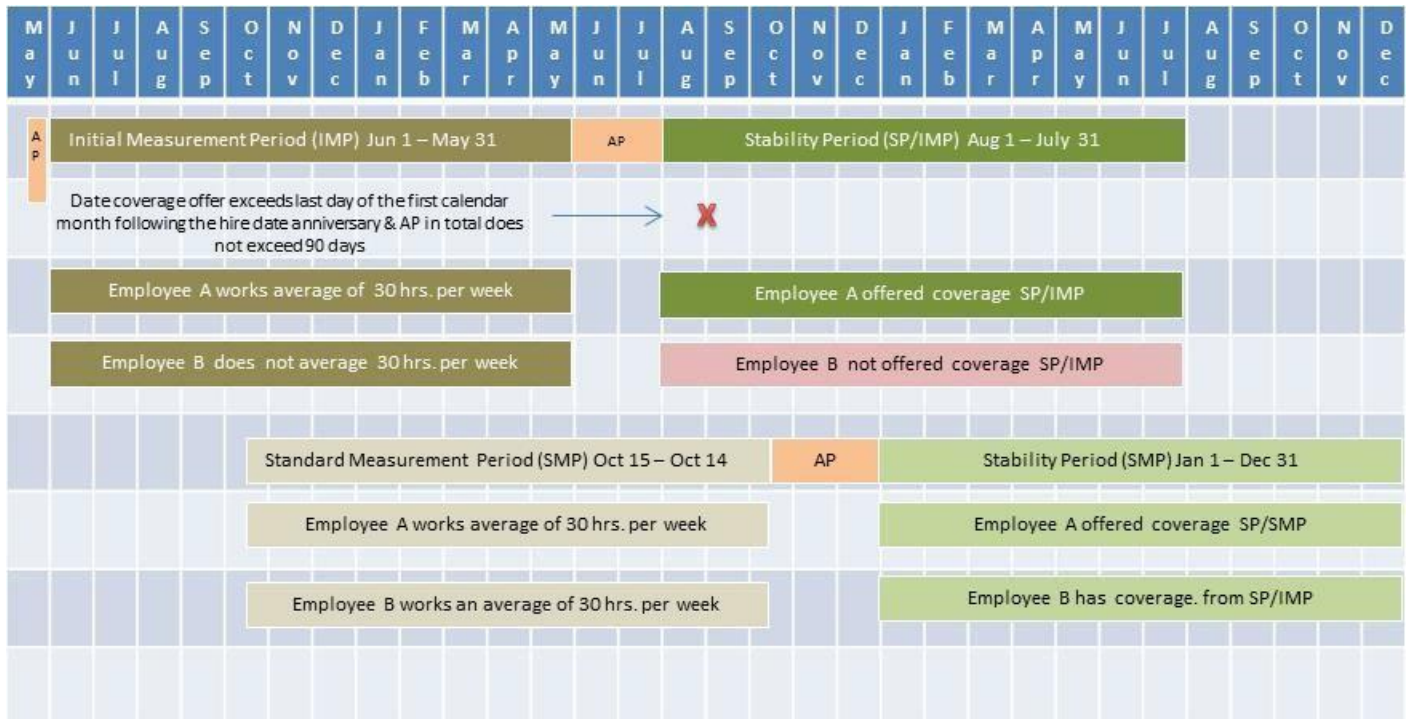 May Jun Jul Aug Sep Oct Nov Dec Jan Feb Mar Apr May Jun Jul Aug Sep Oct Nov Dec Jan Feb Mar Apr May Jun Jul Aug Sep Oct Nov Dec
AP Initial Measurement Period (IMP) Jun 1 – May 31 AP Stability Period (SP/IMP) Aug 1 – July 31
Date coverage offer exceeds last day of the first calendar
month following the hire date anniversary & AP in total does
not exceed 90 days
X
Employee A works average of 30 hrs. per week Employee A offered coverage SP/IMP
Employee B does not average 30 hrs. per week Employee B not offered coverage SP/IMP
Standard Measurement Period (SMP) Oct 15 – Oct 14 AP Stability Period (SMP) Jan 1 – Dec 31
Employee A works average of 30 hrs. per week Employee A offered coverage SP/SMP
Employee B works an average of 30 hrs. per week Employee B has coverage. from SP/IMP